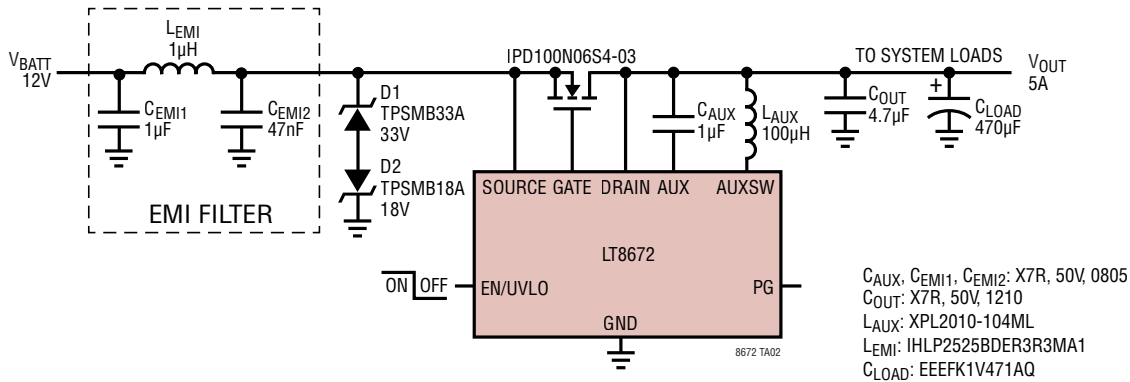 L_EMI
1µH
V_BATT
12V
C_EMI1
1µF
C_EMI2
47nF
EMI FILTER
D1
TPSMB33A
33V
D2
TPSMB18A
18V
IPD100N06S4-03
C_AUX
1µF
L_AUX
100µH
TO SYSTEM LOADS
V_OUT
5A
C_OUT
4.7µF
+
C_LOAD
470µF
SOURCE GATE DRAIN AUX AUXSW
LT8672
ON OFF
EN/UVLO
PG
GND
8672 TA02
C_AUX, C_EMI1, C_EMI2: X7R, 50V, 0805
C_OUT: X7R, 50V, 1210
L_AUX: XPL2010-104ML
L_EMI: IHLP2525BDER3R3MA1
C_LOAD: EEEFK1V471AQ